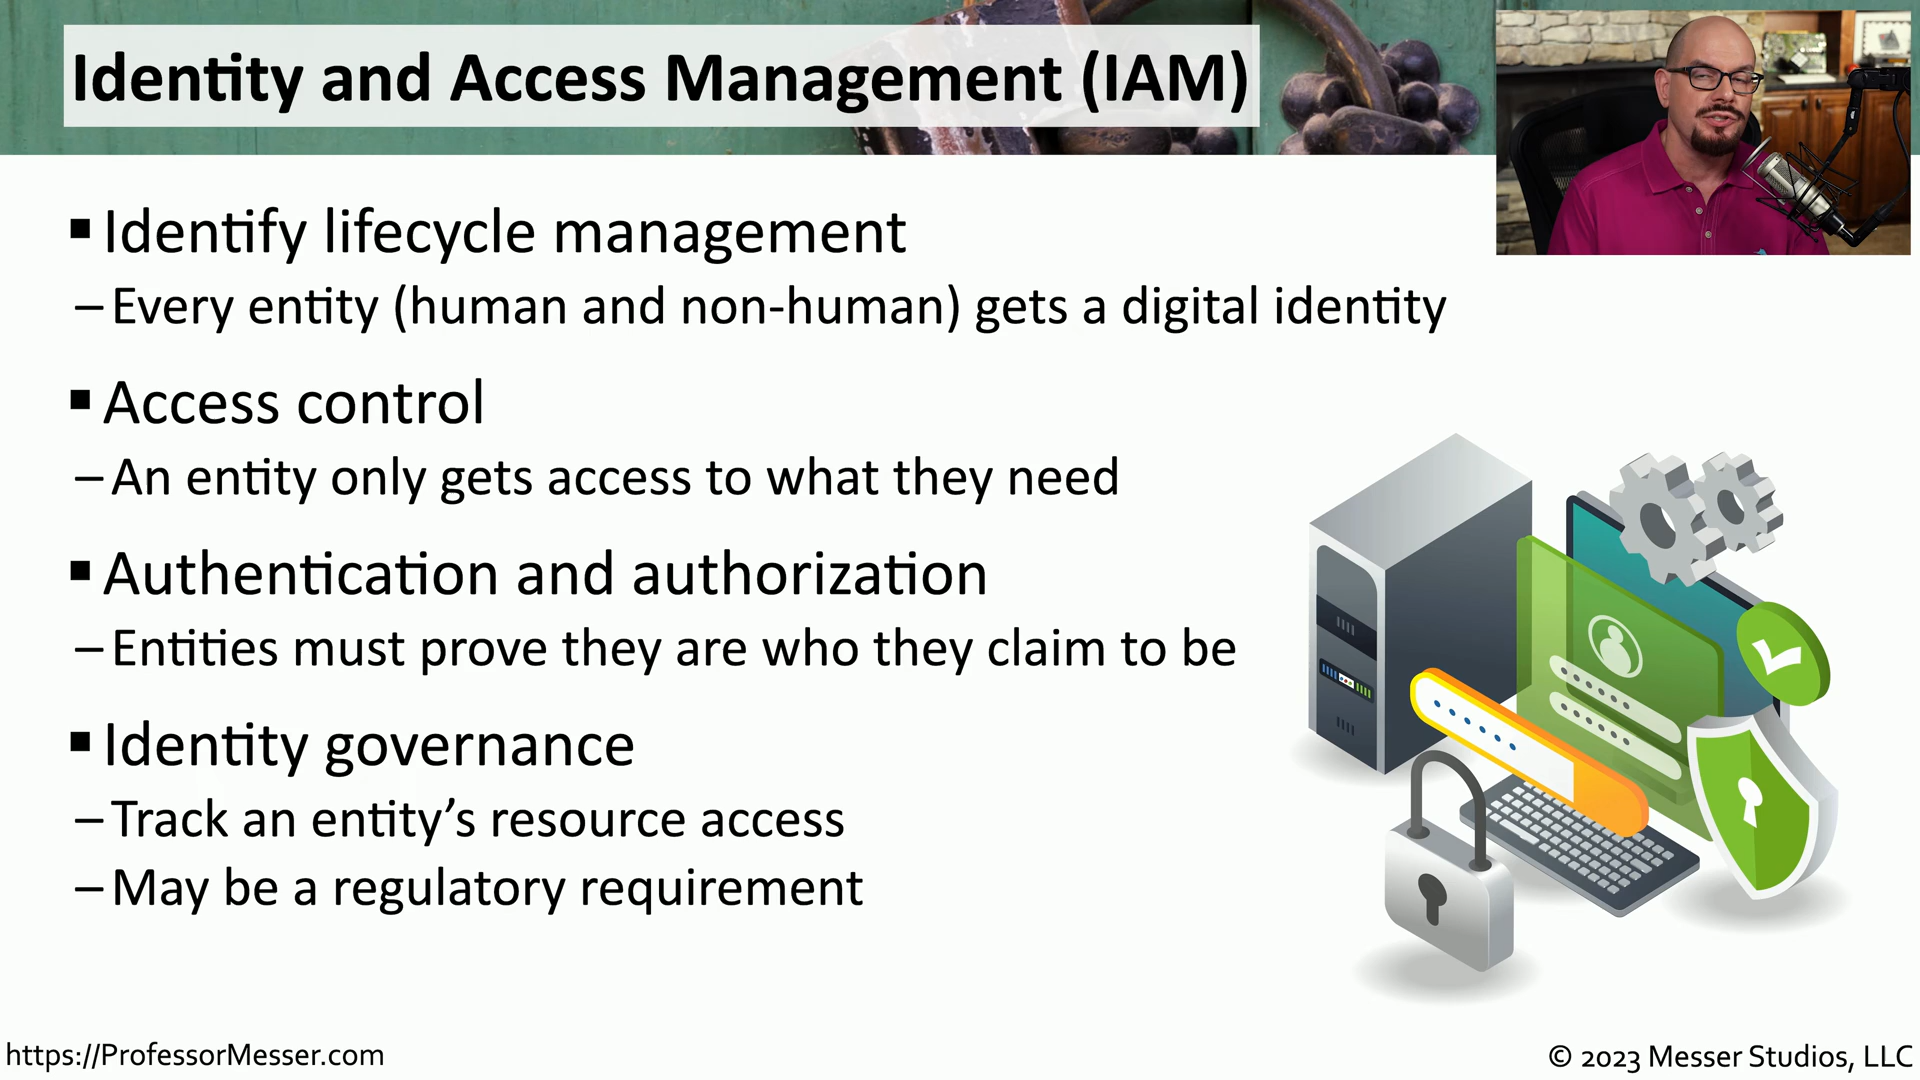 Identity and Access Management (IAM)
▪ Identify lifecycle management
– Every entity (human and non-human) gets a digital identity
▪ Access control
– An entity only gets access to what they need
▪ Authentication and authorization
– Entities must prove they are who they claim to be
▪ Identity governance
– Track an entity’s resource access
– May be a regulatory requirement
https://ProfessorMesser.com
© 2023 Messer Studios, LLC